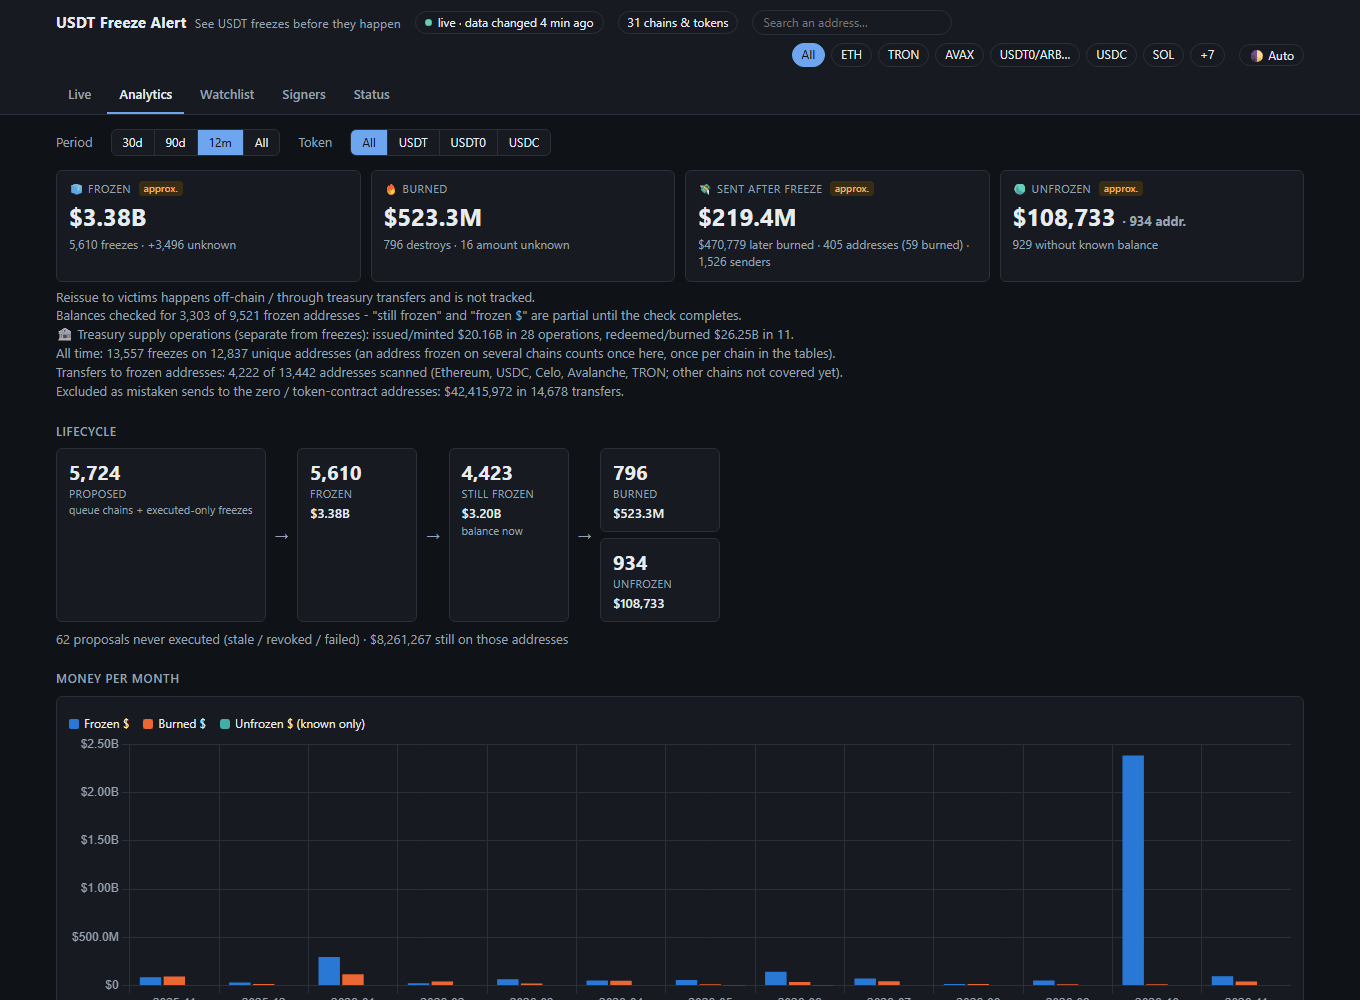 USDT Freeze Alert See USDT freezes before they happen
live · data changed 4 min ago
31 chains & tokens
Search an address...
All ETH TRON AVAX USDT0/ARB... USDC SOL +7 Auto
Live Analytics Watchlist Signers Status
Period 30d 90d 12m All Token All USDT USDT0 USDC
FROZEN approx.
$3.38B
5,610 freezes · +3,496 unknown
BURNED
$523.3M
796 destroys · 16 amount unknown
SENT AFTER FREEZE approx.
$219.4M
$470,779 later burned · 405 addresses (59 burned) ·
1,526 senders
UNFROZEN approx.
$108,733 · 934 addr.
929 without known balance
Reissue to victims happens off-chain / through treasury transfers and is not tracked.
Balances checked for 3,303 of 9,521 frozen addresses - "still frozen" and "frozen $" are partial until the check completes.
Treasury supply operations (separate from freezes): issued/minted $20.16B in 28 operations, redeemed/burned $26.25B in 11.
All time: 13,557 freezes on 12,837 unique addresses (an address frozen on several chains counts once here, once per chain in the tables).
Transfers to frozen addresses: 4,222 of 13,442 addresses scanned (Ethereum, USDC, Celo, Avalanche, TRON; other chains not covered yet).
Excluded as mistaken sends to the zero / token-contract addresses: $42,415,972 in 14,678 transfers.
LIFECYCLE
5,724
PROPOSED
queue chains + executed-only freezes
→
5,610
FROZEN
$3.38B
→
4,423
STILL FROZEN
$3.20B
balance now
→
796
BURNED
$523.3M
934
UNFROZEN
$108,733
62 proposals never executed (stale / revoked / failed) · $8,261,267 still on those addresses
MONEY PER MONTH
Frozen $ Burned $ Unfrozen $ (known only)
$2.50B
$2.00B
$1.50B
$1.00B
$500.0M
$0